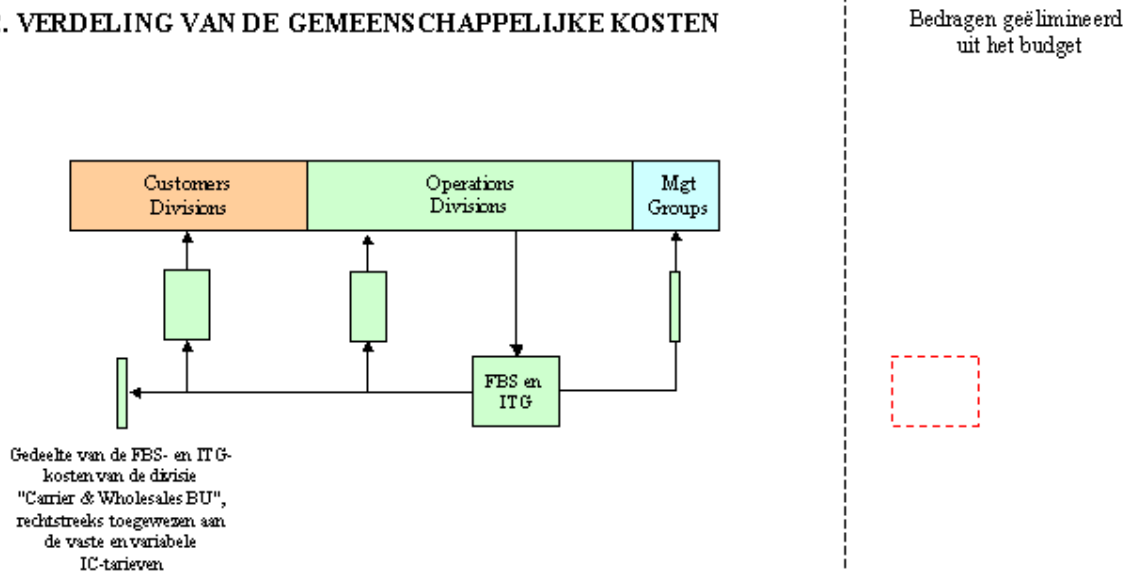 . VERDELING VAN DE GEMEENSCHAPPELIJKE KOSTEN
Bedragen geëlimineerd
uit het budget
Customers
Divisions
Operations
Divisions
Mgt
Groups
FBS en
ITG
Gedeelte van de FBS- en ITG-
kosten van de divisie
"Carrier & Wholesales BU",
rechtstreeks toegewezen aan
de vaste en variabele
IC-tarieven